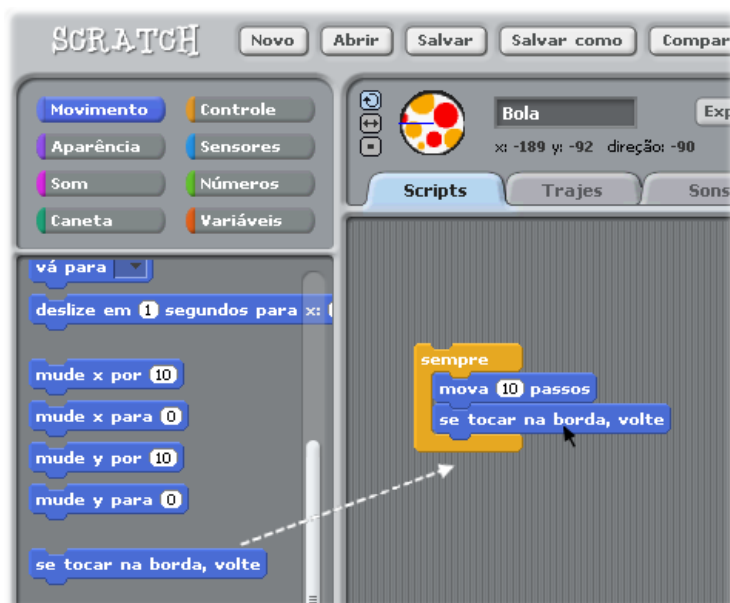 SCRATCH Novo Abrir Salvar Salvar como Compar
Movimento Controle
Aparência Sensores
Som Números
Caneta Variáveis
Bola Exp
x: -189 y: -92 direção: -90
Scripts Trajes Sons
vá para
deslize em 1 segundos para x:
mude x por 10
mude x para 0
mude y por 10
mude y para 0
se tocar na borda, volte
sempre
mova 10 passos
se tocar na borda, volte